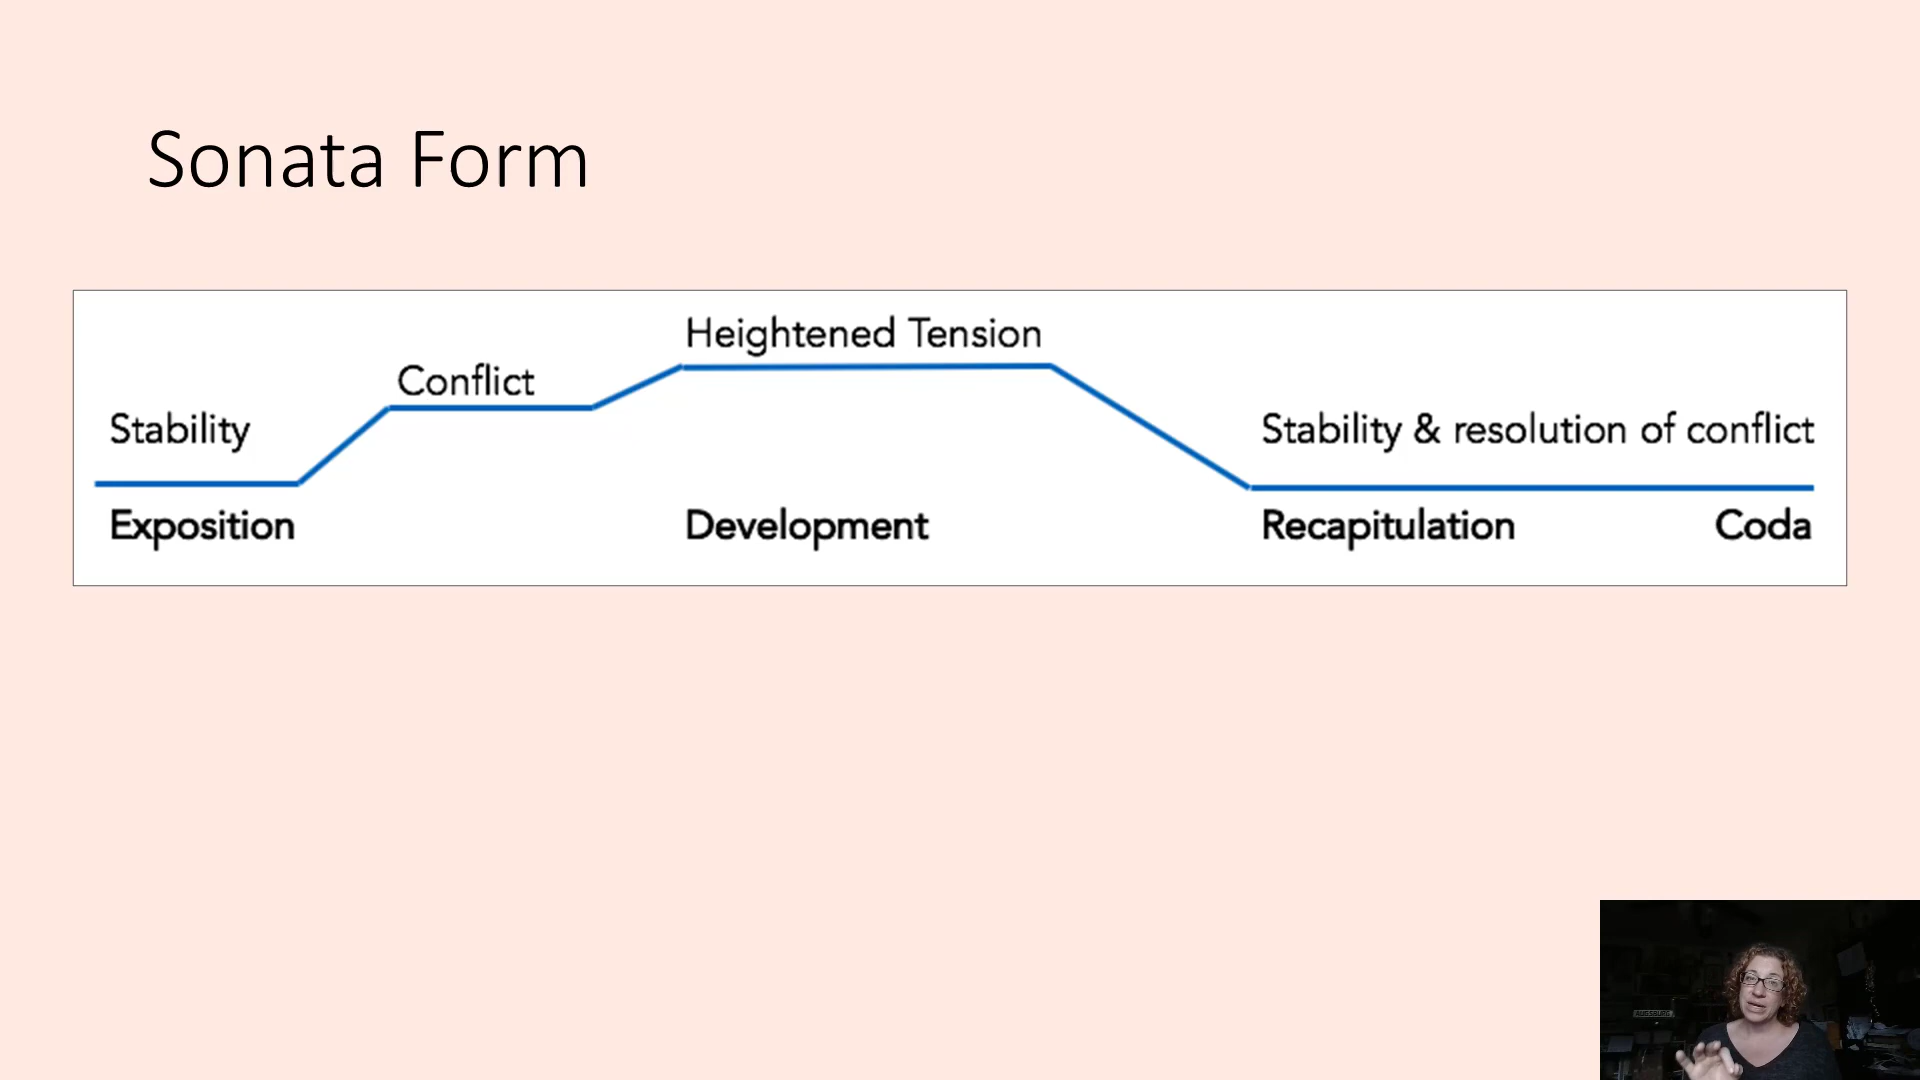 Sonata Form
Heightened Tension
Conflict
Stability
Stability & resolution of conflict
Exposition
Development
Recapitulation
Coda